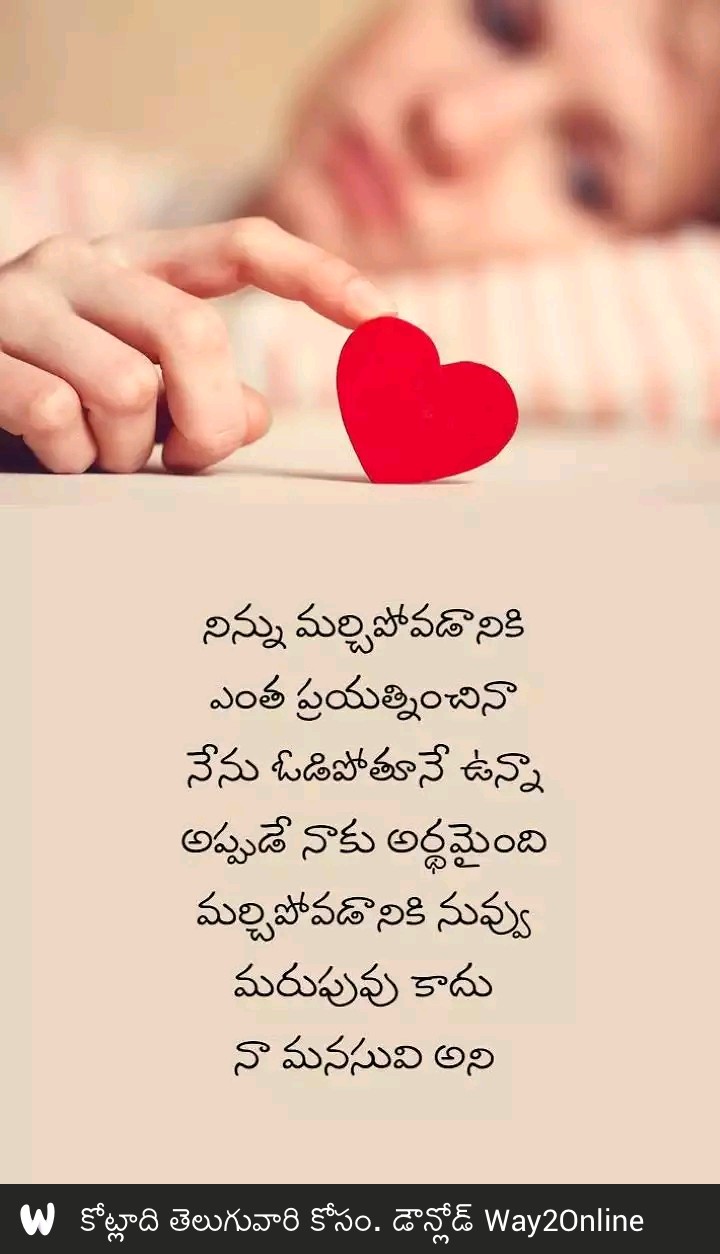 నిన్ను మర్చిపోవడానికి
ఎంత ప్రయత్నించినా
నేను ఓడిపోతూనే ఉన్నా
అప్పుడే నాకు అర్థమైంది
మర్చిపోవడానికి నువ్వు
మరుపువు కాదు
నా మనసువి అని
W కోట్లాది తెలుగువారి కోసం. డౌన్లోడ్ Way2Online